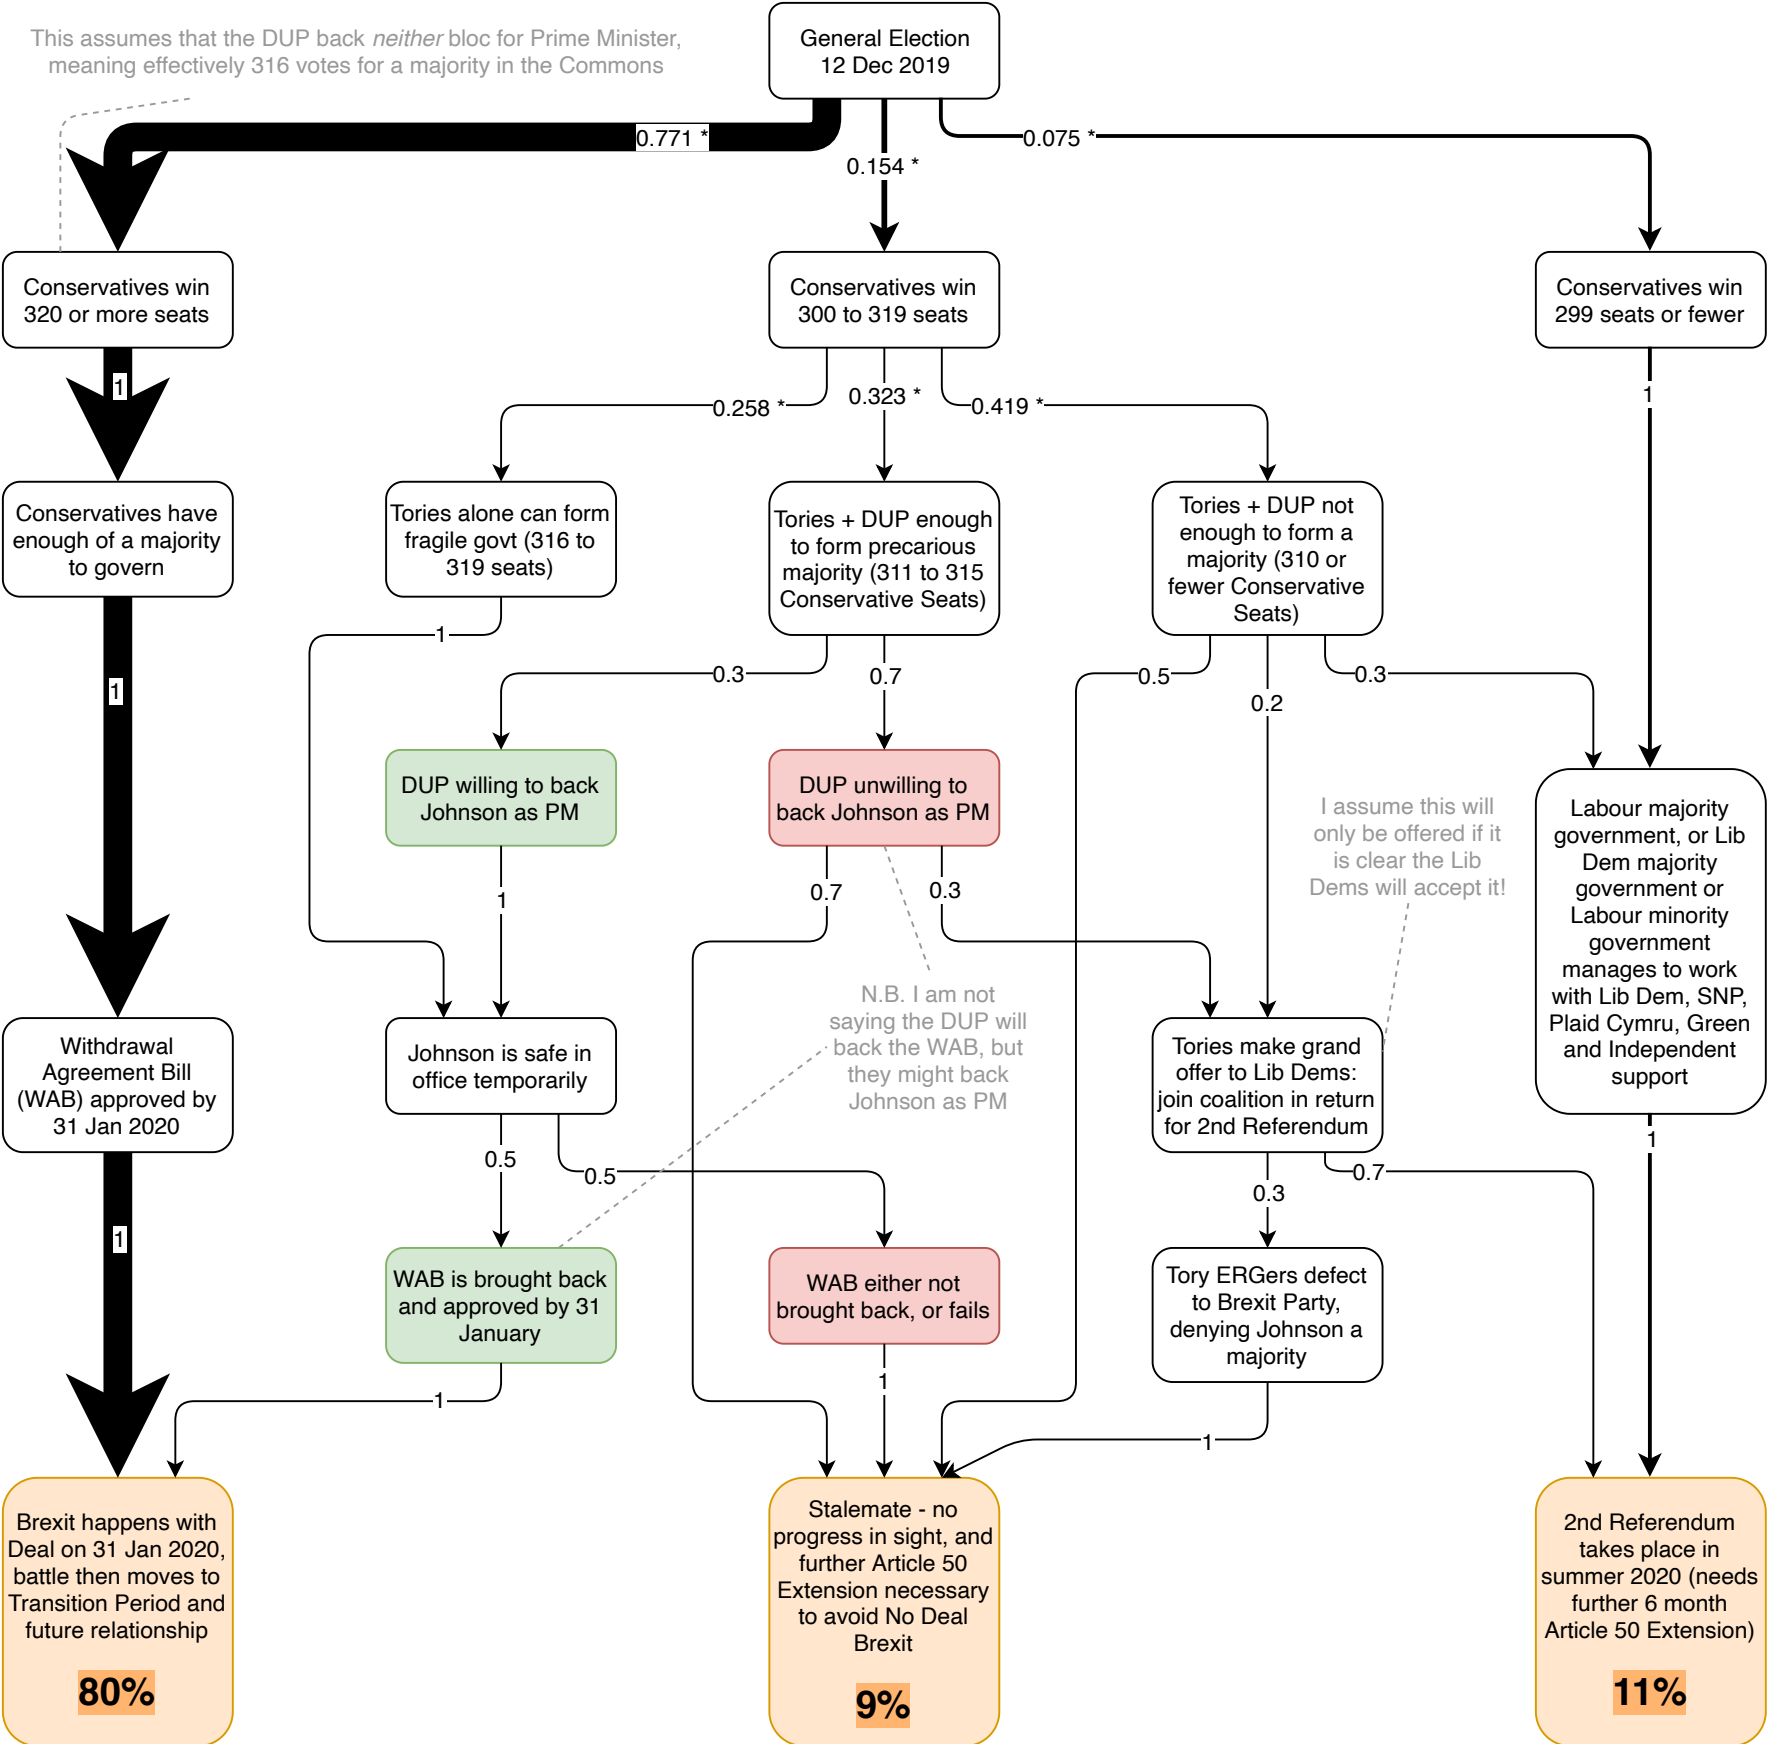 This assumes that the DUP back neither bloc for Prime Minister,
meaning effectively 316 votes for a majority in the Commons
General Election
12 Dec 2019
0.771 *
0.154 *
0.075 *
Conservatives win
320 or more seats
Conservatives win
300 to 319 seats
Conservatives win
299 seats or fewer
1
0.258 *
0.323 *
0.419 *
1
Conservatives have
enough of a majority
to govern
Tories alone can form
fragile govt (316 to
319 seats)
Tories + DUP enough
to form precarious
majority (311 to 315
Conservative Seats)
Tories + DUP not
enough to form a
majority (310 or
fewer Conservative
Seats)
1
1
0.3
0.7
0.5
0.2
0.3
DUP willing to back
Johnson as PM
DUP unwilling to
back Johnson as PM
I assume this will
only be offered if it
is clear the Lib
Dems will accept it!
Labour majority
government, or Lib
Dem majority
government or
Labour minority
government
manages to work
with Lib Dem, SNP,
Plaid Cymru, Green
and Independent
support
1
0.7
0.3
N.B. I am not
saying the DUP will
back the WAB, but
they might back
Johnson as PM
Withdrawal
Agreement Bill
(WAB) approved by
31 Jan 2020
Johnson is safe in
office temporarily
Tories make grand
offer to Lib Dems:
join coalition in return
for 2nd Referendum
1
0.5
0.5
0.3
0.7
1
WAB is brought back
and approved by 31
January
WAB either not
brought back, or fails
Tory ERGers defect
to Brexit Party,
denying Johnson a
majority
1
1
1
Brexit happens with
Deal on 31 Jan 2020,
battle then moves to
Transition Period and
future relationship
80%
Stalemate - no
progress in sight, and
further Article 50
Extension necessary
to avoid No Deal
Brexit
9%
2nd Referendum
takes place in
summer 2020 (needs
further 6 month
Article 50 Extension)
11%